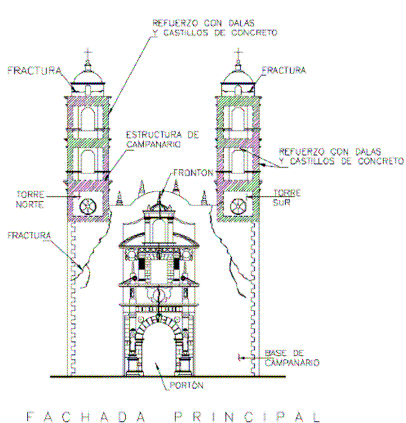 REFUERZO CON DALAS
Y CASTILLOS DE CONCRETO
FRACTURA
FRACTURA
ESTRUCTURA DE
CAMPANARIO
REFUERZO CON DALAS
Y CASTILLOS DE CONCRETO
FRONTON
TORRE
NORTE
TORRE
SUR
FRACTURA
BASE DE
CAMPANARIO
PORTÓN
FACHADA PRINCIPAL